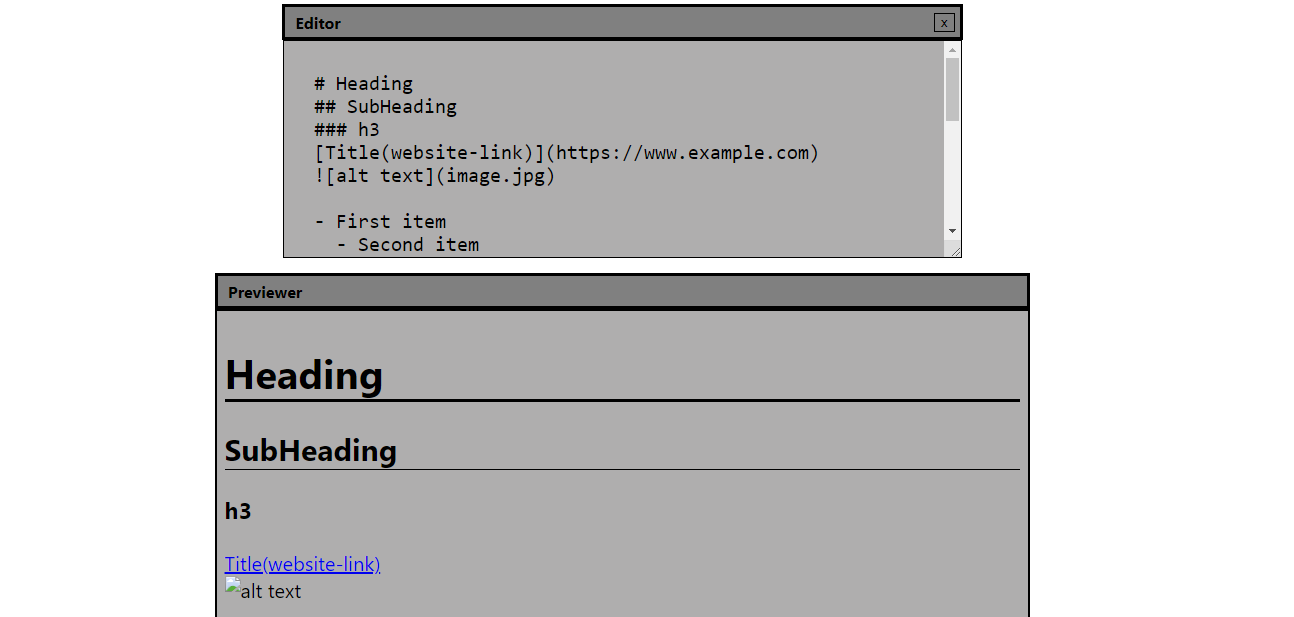 Editor x
# Heading
## SubHeading
### h3
[Title(website-link)](https://www.example.com)
![alt text](image.jpg)
- First item
  - Second item
Previewer
Heading
SubHeading
h3
Title(website-link)
alt text